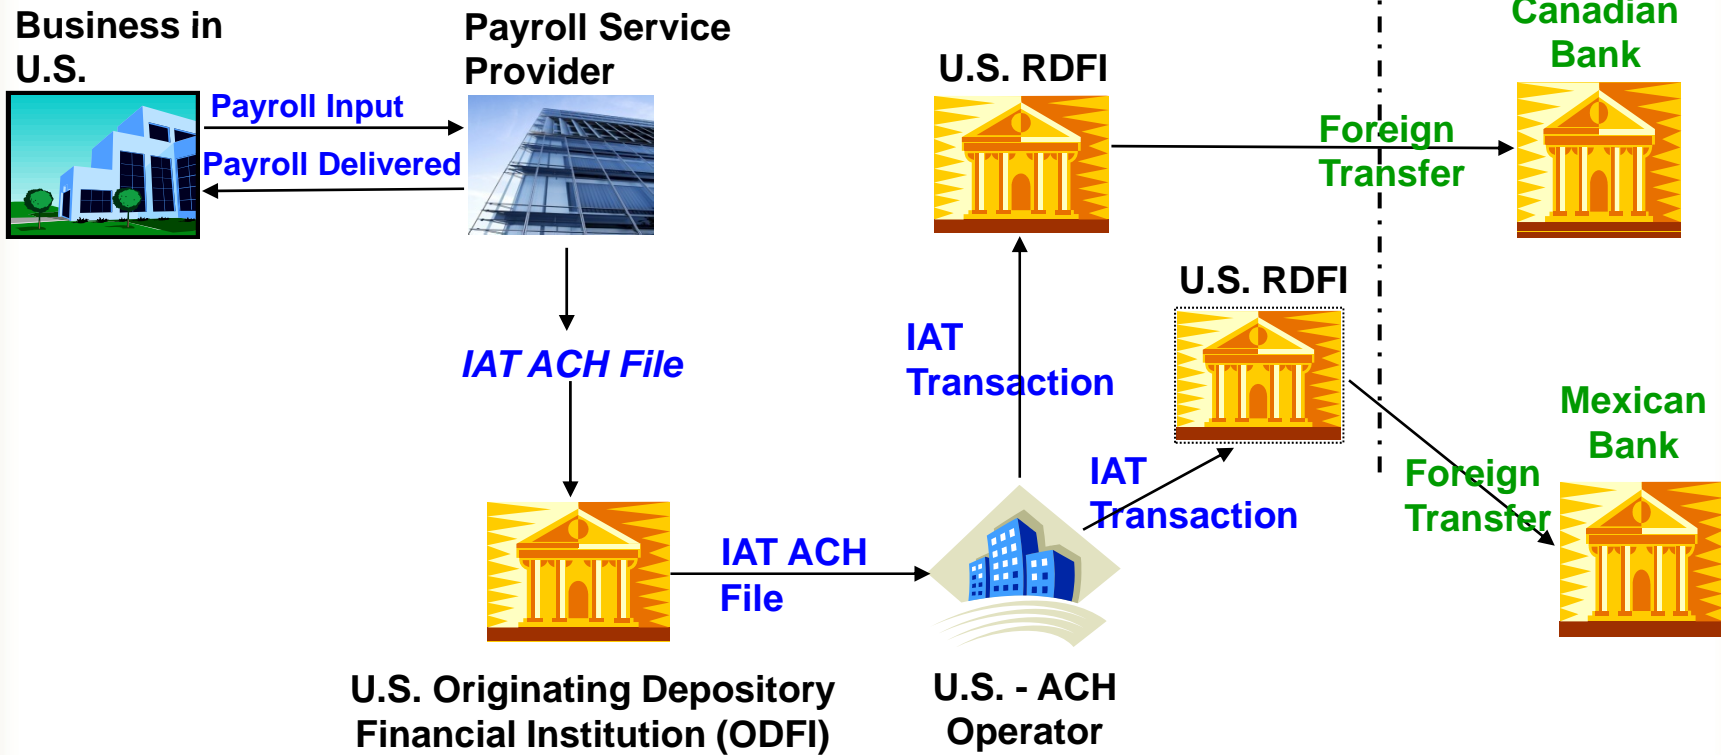 Business in
U.S.
Payroll Service
Provider
Payroll Input
Payroll Delivered
U.S. RDFI
Foreign
Transfer
Canadian
Bank
IAT ACH File
IAT
Transaction
U.S. RDFI
IAT
Transaction
Mexican
Bank
Foreign
Transfer
IAT ACH
File
U.S. Originating Depository
Financial Institution (ODFI)
U.S. - ACH
Operator